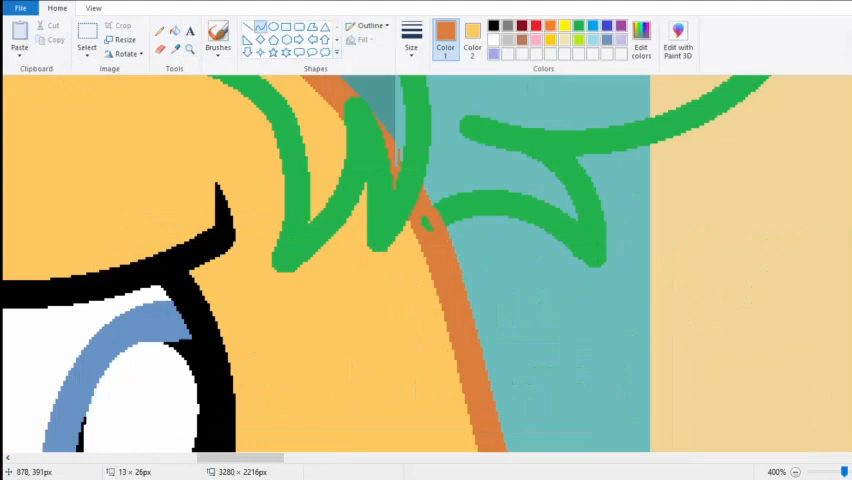 File Home View
Paste
Cut
Copy
Clipboard
Select
Crop
Resize
Rotate
Image
Tools
Brushes
Shapes
Outline
Fill
Size
Color
1
Color
2
Edit
colors
Colors
Edit with
Paint 3D
878, 391px 13 × 26px 3280 × 2216px 400%